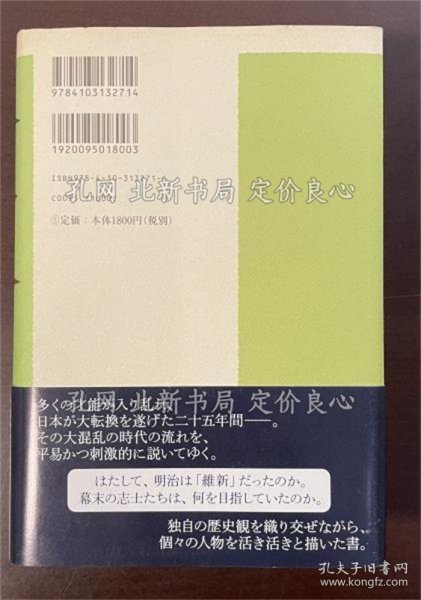 9784103132714
1920095018003
ISBN978-4-10-313271-4
C0095 ¥1800E
孔网 北新书局 定价良心
Ⓢ定価：本体1800円(税別)
孔网 北新书局 定价良心
多くの 入り乱れ、
日本が大転換を遂げた二十五年間——。
その大混乱の時代の流れを、
平易かつ刺激的に説いてゆく。
はたして、明治は「維新」だったのか。
幕末の志士たちは、何を目指していたのか。
独自の歴史観を織り交ぜながら、
個々の人物を活き活きと描いた書。
孔夫子旧书网
book.kongfz.com